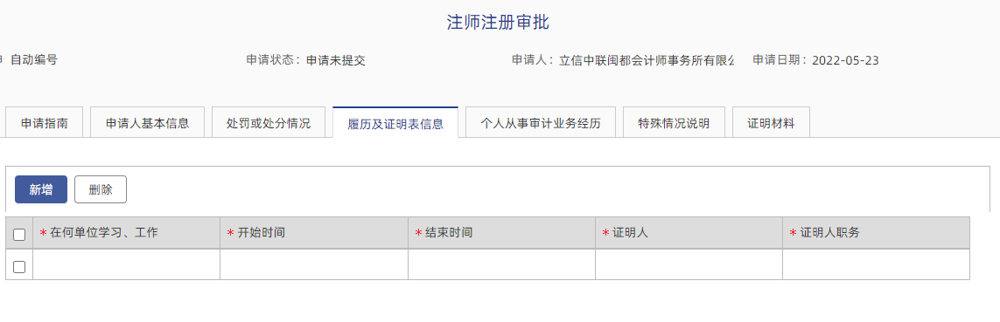 注师注册审批
自动编号 申请状态： 申请未提交 申请人： 立信中联闽都会计师事务所有限 申请日期： 2022-05-23
申请指南 申请人基本信息 处罚或处分情况 履历及证明表信息 个人从事审计业务经历 特殊情况说明 证明材料
新增 删除
* 在何单位学习、工作 * 开始时间 * 结束时间 * 证明人 * 证明人职务